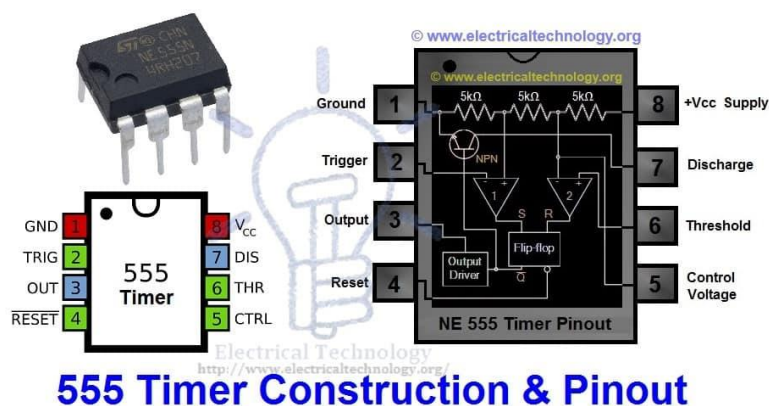 CHN
NE555N
4RH207
© www.electricaltechnology.org
© www.electricaltechnology.org
Ground 1 5kΩ 5kΩ 5kΩ 8 +Vcc Supply
Trigger 2 NPN 7 Discharge
- + - +
1 2
Output 3 S R 6 Threshold
Flip-flop
Output
Driver
Q
Reset 4 5 Control
Voltage
NE 555 Timer Pinout
GND 1 8 Vcc
TRIG 2 7 DIS
555
Timer
OUT 3 6 THR
RESET 4 5 CTRL
Electrical Technology
http://www.electricaltechnology.org/
555 Timer Construction & Pinout